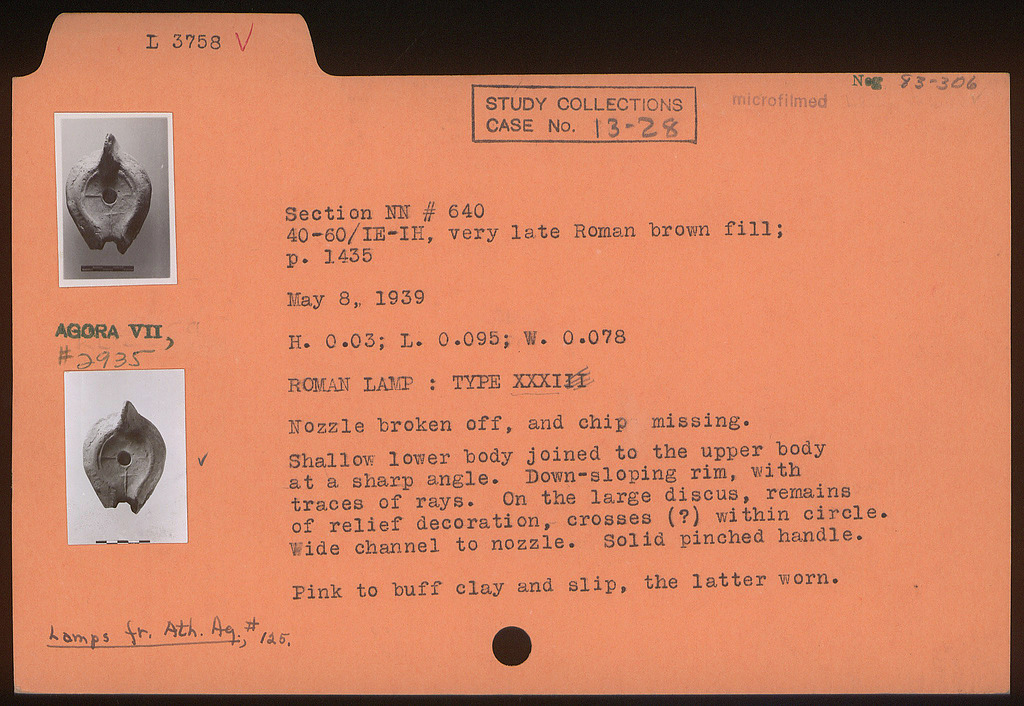 L 3758 ✓
Neg 83-306
STUDY COLLECTIONS
CASE No. 13-28
microfilmed
Section NN # 640
40-60/IE-IH, very late Roman brown fill;
p. 1435
May 8,, 1939
AGORA VII,
#2935
H. 0.03; L. 0.095; W. 0.078
ROMAN LAMP : TYPE XXXIII
Nozzle broken off, and chip missing.
Shallow lower body joined to the upper body
at a sharp angle. Down-sloping rim, with
traces of rays. On the large discus, remains
of relief decoration, crosses (?) within circle.
Wide channel to nozzle. Solid pinched handle.
Pink to buff clay and slip, the latter worn.
Lamps fr. Ath. Ag., # 125.